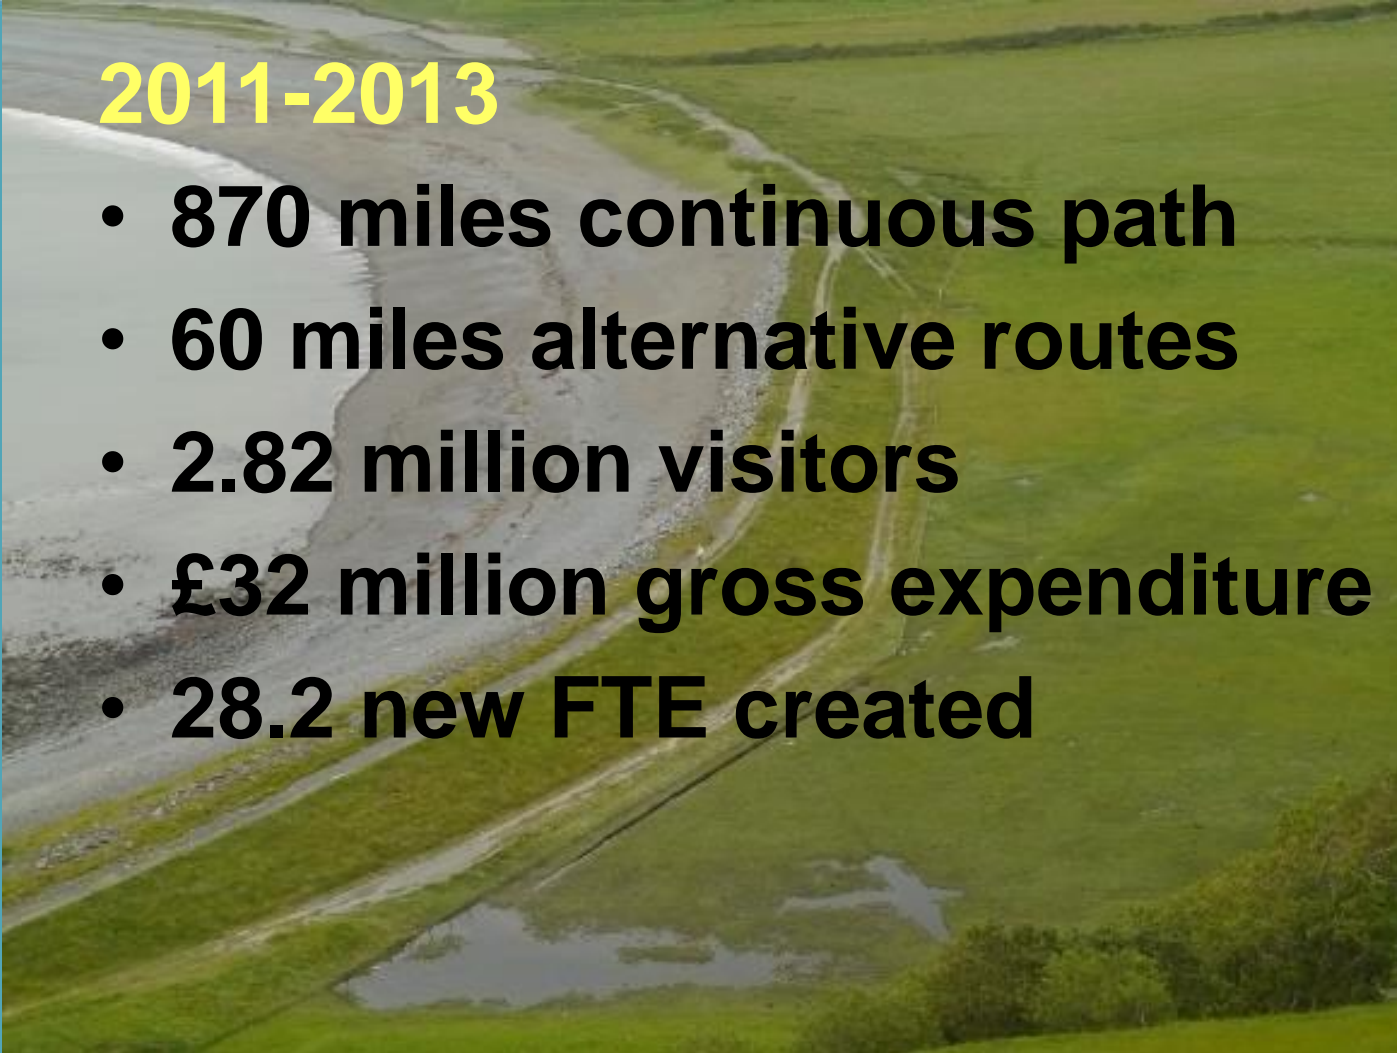 2011-2013
• 870 miles continuous path
• 60 miles alternative routes
• 2.82 million visitors
• £32 million gross expenditure
• 28.2 new FTE created